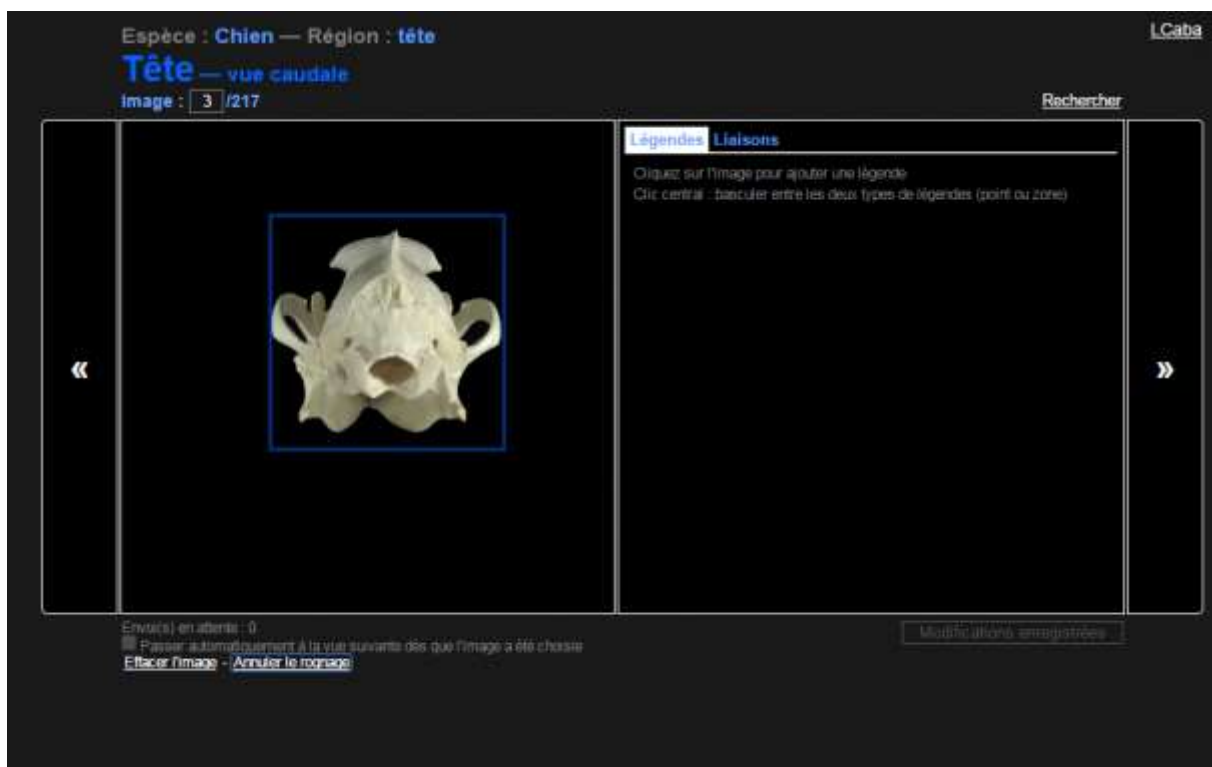 Espèce : Chien — Région : tête
LCaba
Tête — vue caudale
Image : 3 /217
Rechercher
Légendes Liaisons
Cliquez sur l'image pour ajouter une légende
Clic central : basculer entre les deux types de légendes (point ou zone)
«
»
Envoi(s) en attente : 0
Modifications enregistrées
Passer automatiquement à la vue suivante dès que l'image a été choisie
Effacer l'image - Annuler le rognage